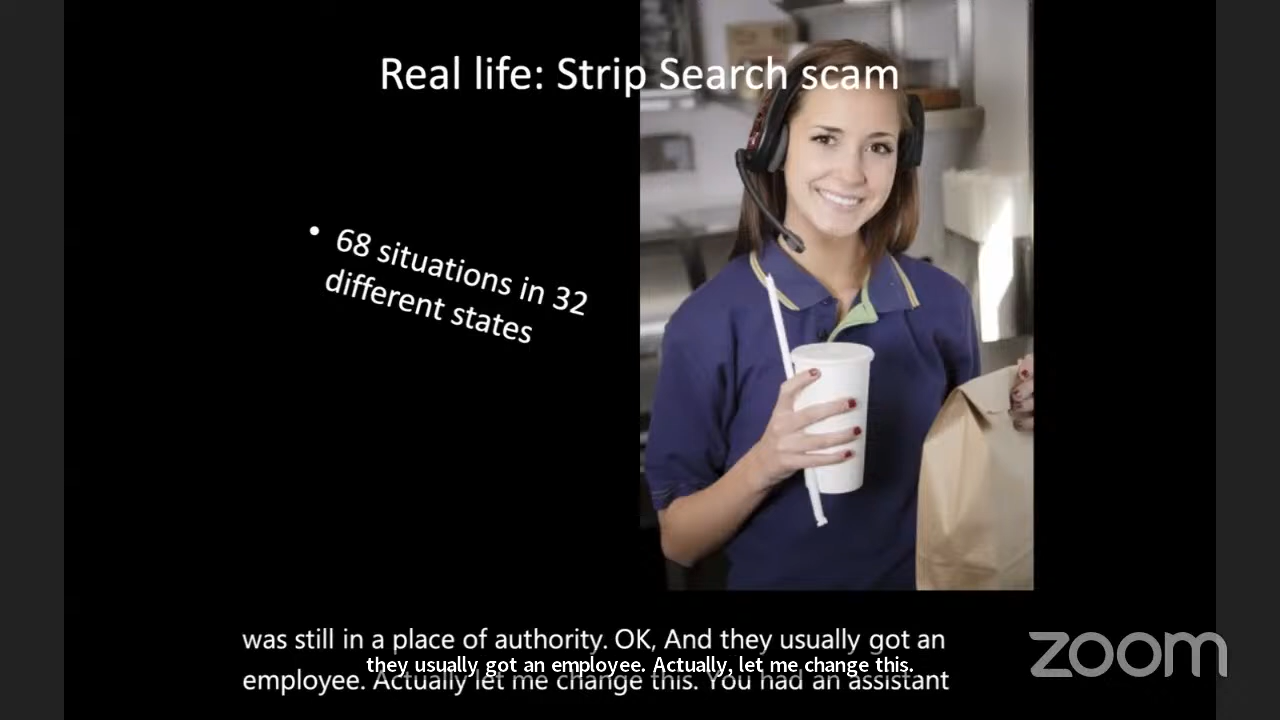 Real life: Strip Search scam
• 68 situations in 32
different states
was still in a place of authority. OK, And they usually got an
they usually got an employee. Actually, let me change this.
employee. Actually let me change this. You had an assistant
zoom